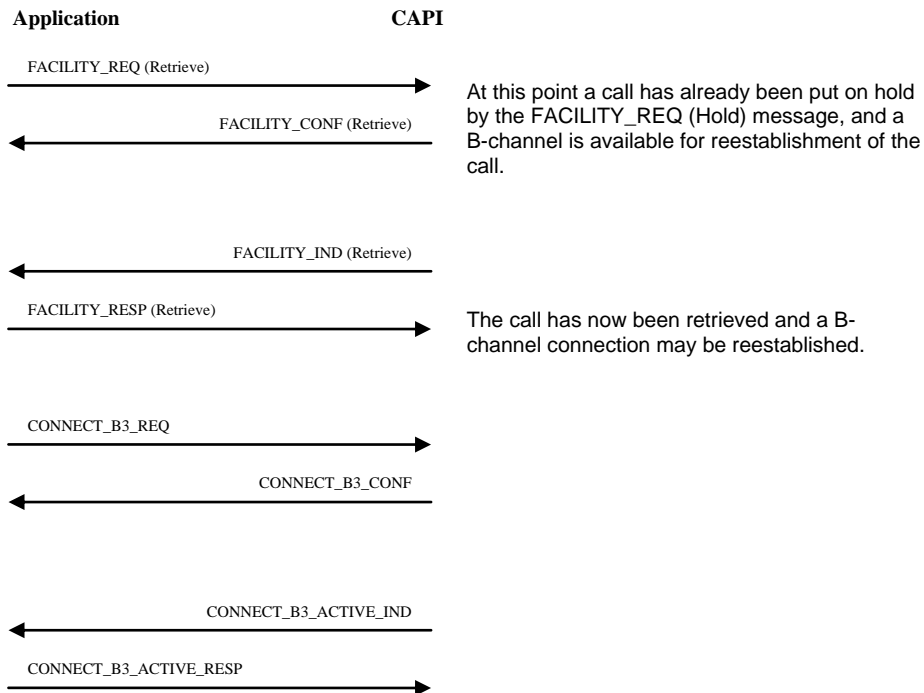 Application CAPI
FACILITY_REQ (Retrieve)
At this point a call has already been put on hold
by the FACILITY_REQ (Hold) message, and a
B-channel is available for reestablishment of the
call.
FACILITY_CONF (Retrieve)
FACILITY_IND (Retrieve)
FACILITY_RESP (Retrieve)
The call has now been retrieved and a B-
channel connection may be reestablished.
CONNECT_B3_REQ
CONNECT_B3_CONF
CONNECT_B3_ACTIVE_IND
CONNECT_B3_ACTIVE_RESP